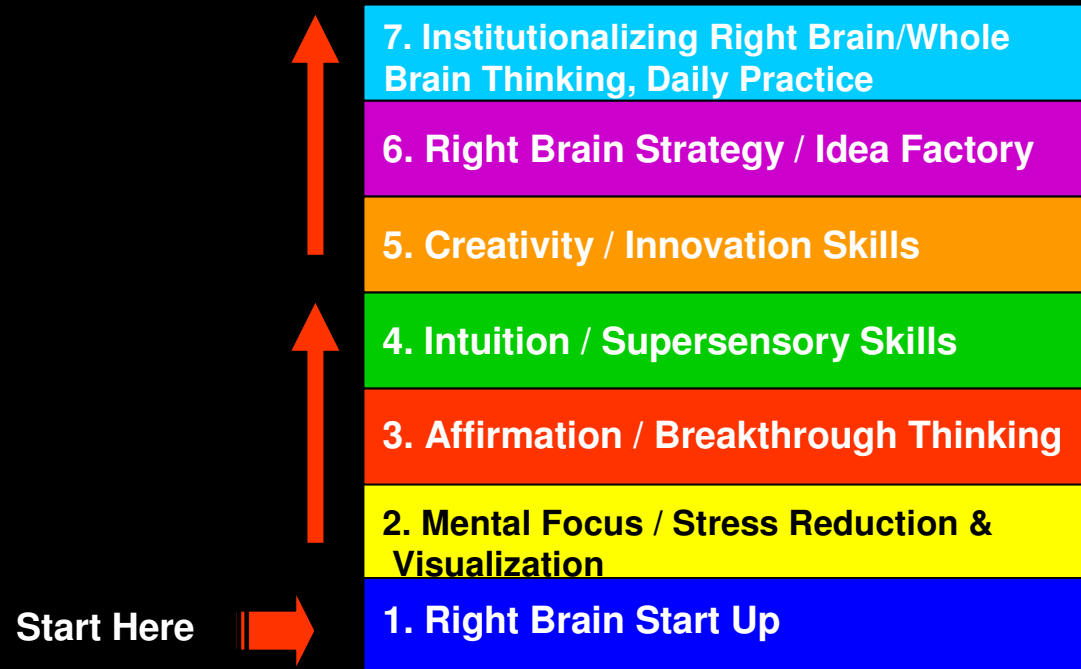 7. Institutionalizing Right Brain/Whole
Brain Thinking, Daily Practice
6. Right Brain Strategy / Idea Factory
5. Creativity / Innovation Skills
4. Intuition / Supersensory Skills
3. Affirmation / Breakthrough Thinking
2. Mental Focus / Stress Reduction &
Visualization
Start Here
1. Right Brain Start Up